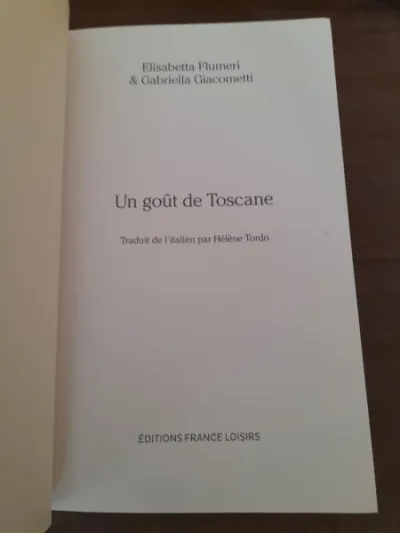 Elisabetta Flumeri
& Gabriella Giacometti
Un goût de Toscane
Traduit de l'italien par Hélène Tordo
ÉDITIONS FRANCE LOISIRS